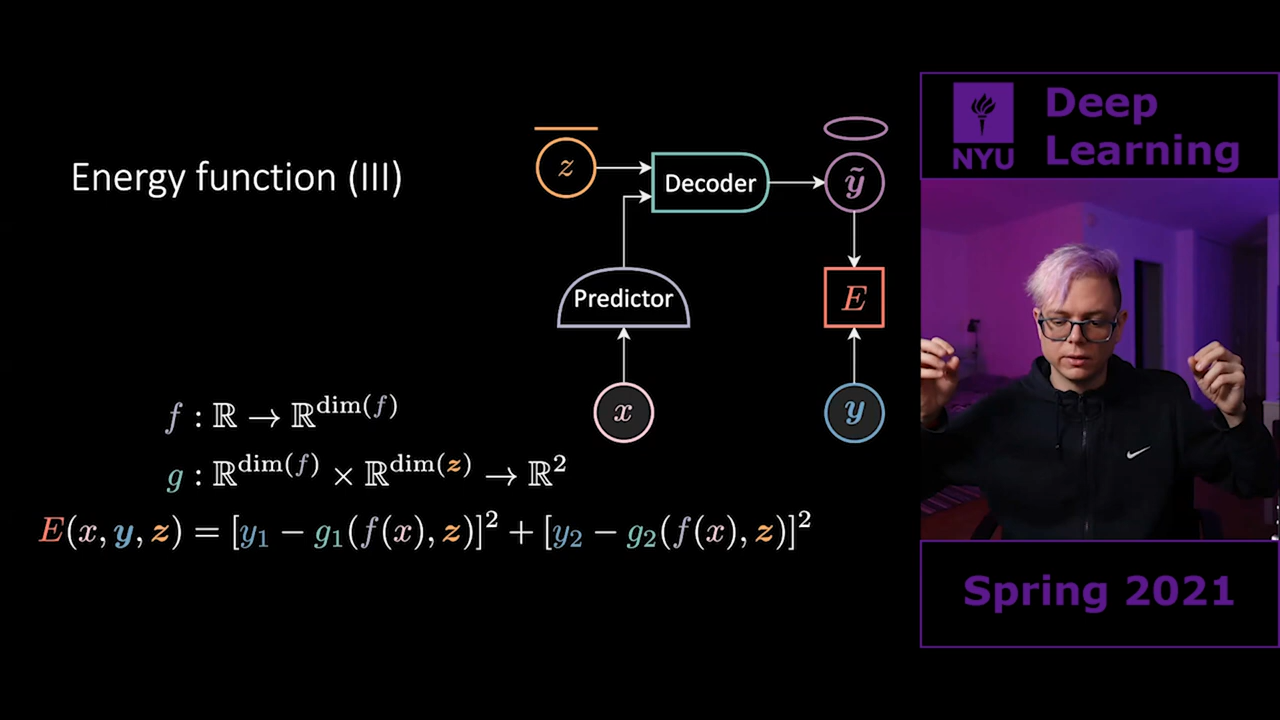 Energy function (III)
z
Decoder
ỹ
Predictor
E
x
y
f : ℝ → ℝ^dim(f)
g : ℝ^dim(f) × ℝ^dim(z) → ℝ²
E(x, y, z) = [y₁ − g₁(f(x), z)]² + [y₂ − g₂(f(x), z)]²
NYU
Deep
Learning
Spring 2021